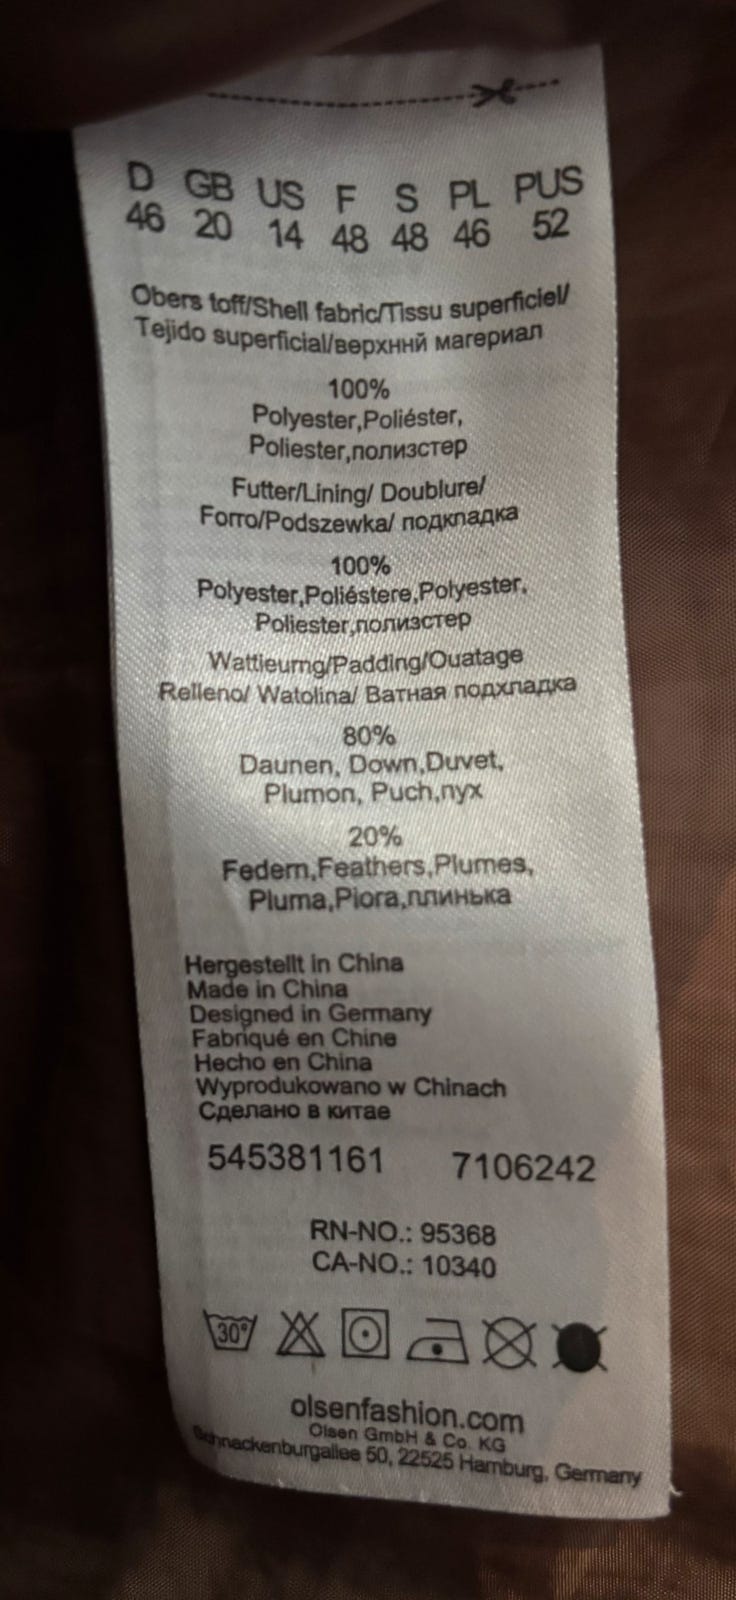 D GB US F S PL PUS
46 20 14 48 48 46 52
Obers toff/Shell fabric/Tissu superficiel/
Tejido superficial/верхннй магериал
100%
Polyester,Poliéster,
Poliester,полизстер
Futter/Lining/ Doublure/
Forro/Podszewka/ подкпадка
100%
Polyester,Poliéstere,Polyester,
Poliester,полизстер
Wattieurng/Padding/Ouatage
Relleno/ Watolina/ Ватная подхпадка
80%
Daunen, Down,Duvet,
Plumon, Puch,пух
20%
Federn,Feathers,Plumes,
Pluma,Piora,плинька
Hergestellt in China
Made in China
Designed in Germany
Fabriqué en Chine
Hecho en China
Wyprodukowano w Chinach
Сделано в китае
545381161 7106242
RN-NO.: 95368
CA-NO.: 10340
30°
olsenfashion.com
Olsen GmbH & Co. KG
Schnackenburgallee 50, 22525 Hamburg, Germany